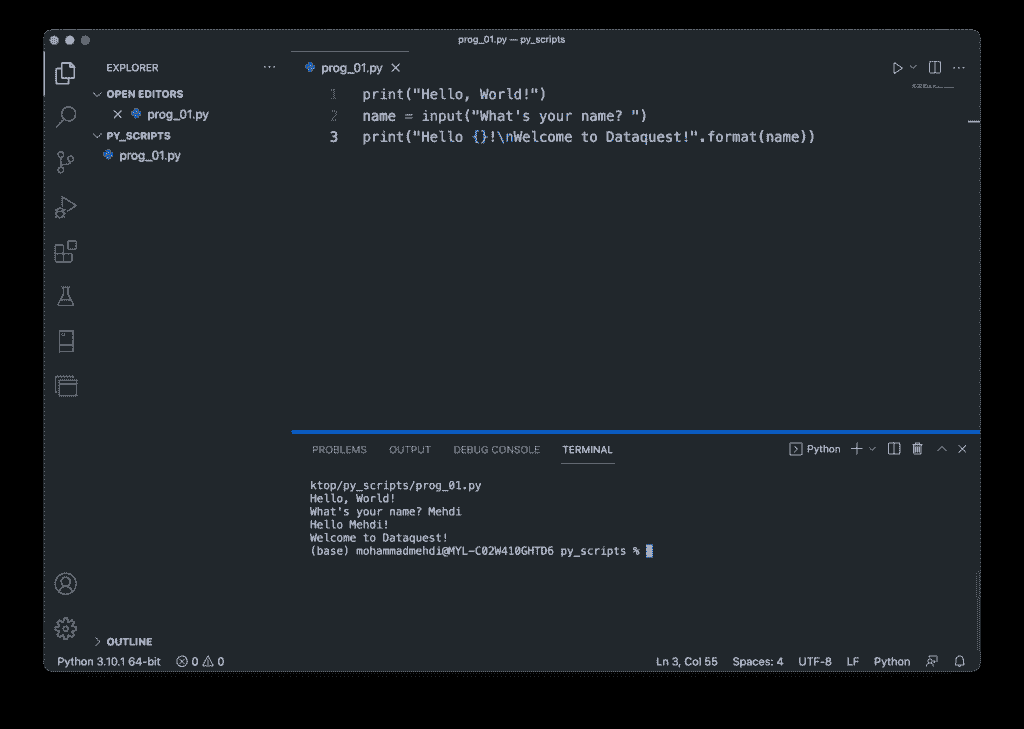 prog_01.py — py_scripts
EXPLORER
OPEN EDITORS
prog_01.py
PY_SCRIPTS
prog_01.py
OUTLINE
prog_01.py
1 print("Hello, World!")
2 name = input("What's your name? ")
3 print("Hello {}!\nWelcome to Dataquest!".format(name))
PROBLEMS OUTPUT DEBUG CONSOLE TERMINAL
Python
ktop/py_scripts/prog_01.py
Hello, World!
What's your name? Mehdi
Hello Mehdi!
Welcome to Dataquest!
(base) mohammadmehdi@MYL-C02W410GHTD6 py_scripts %
Python 3.10.1 64-bit 0 0 Ln 3, Col 55 Spaces: 4 UTF-8 LF Python